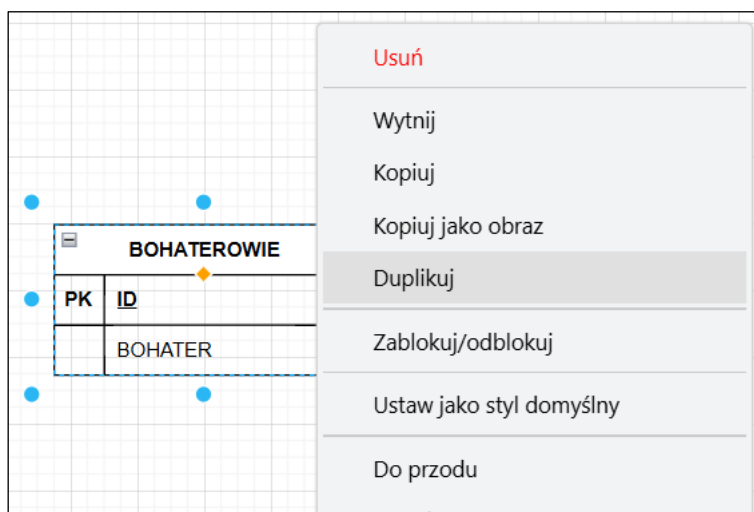 Usuń
Wytnij
Kopiuj
Kopiuj jako obraz
Duplikuj
Zablokuj/odblokuj
Ustaw jako styl domyślny
Do przodu
BOHATEROWIE
PK ID
BOHATER